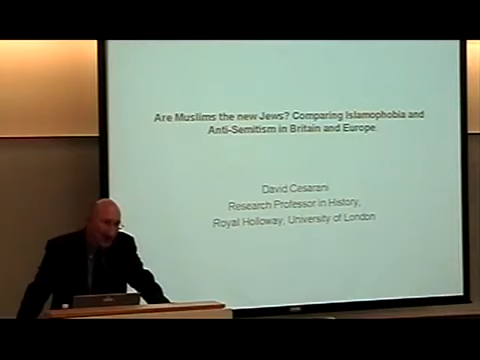 Are Muslims the new Jews? Comparing Islamophobia and
Anti-Semitism in Britain and Europe
David Cesarani
Research Professor in History,
Royal Holloway, University of London